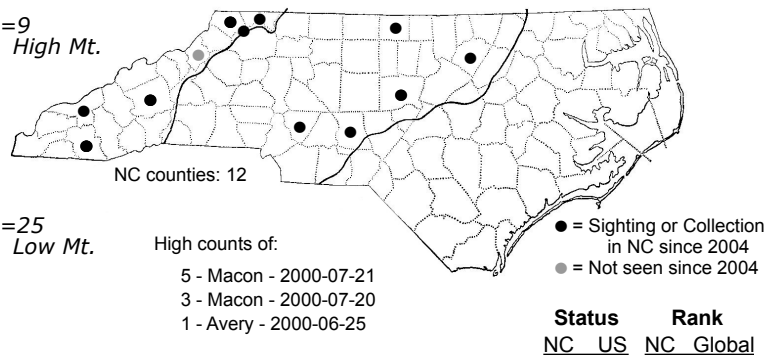 =9
High Mt.
NC counties: 12
=25
Low Mt.
High counts of:
5 - Macon - 2000-07-21
3 - Macon - 2000-07-20
1 - Avery - 2000-06-25
= Sighting or Collection
in NC since 2004
= Not seen since 2004
Status Rank
NC US NC Global